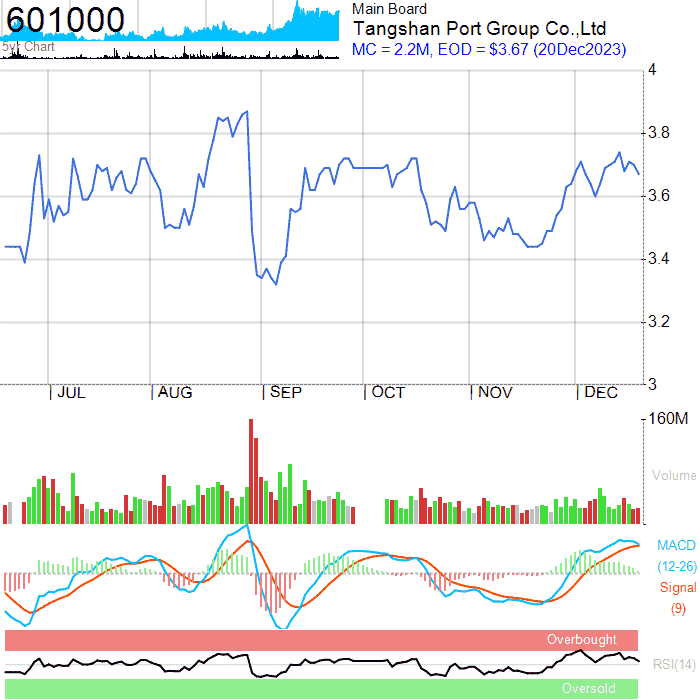 601000
5yr Chart
Main Board
Tangshan Port Group Co.,Ltd
MC = 2.2M, EOD = $3.67 (20Dec2023)
4
3.8
3.6
3.4
3.2
3
JUL
AUG
SEP
OCT
NOV
DEC
160M
Volume
MACD
(12-26)
Signal
(9)
Overbought
RSI(14)
Oversold